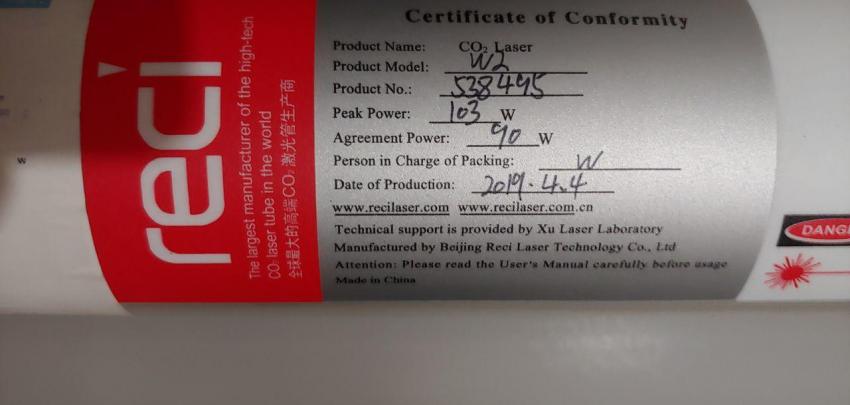 reci
The largest manufacturer of the high-tech
CO₂ laser tube in the world
全球最大的高端CO₂激光管生产商
Certificate of Conformity
Product Name: CO₂ Laser
Product Model: W2
Product No.: 538495
Peak Power: 103 W
Agreement Power: 90 W
Person in Charge of Packing: W
Date of Production: 2019.4.4
www.recilaser.com www.recilaser.com.cn
Technical support is provided by Xu Laser Laboratory
Manufactured by Beijing Reci Laser Technology Co., Ltd
Attention: Please read the User's Manual carefully before usage
Made in China
DANG
W